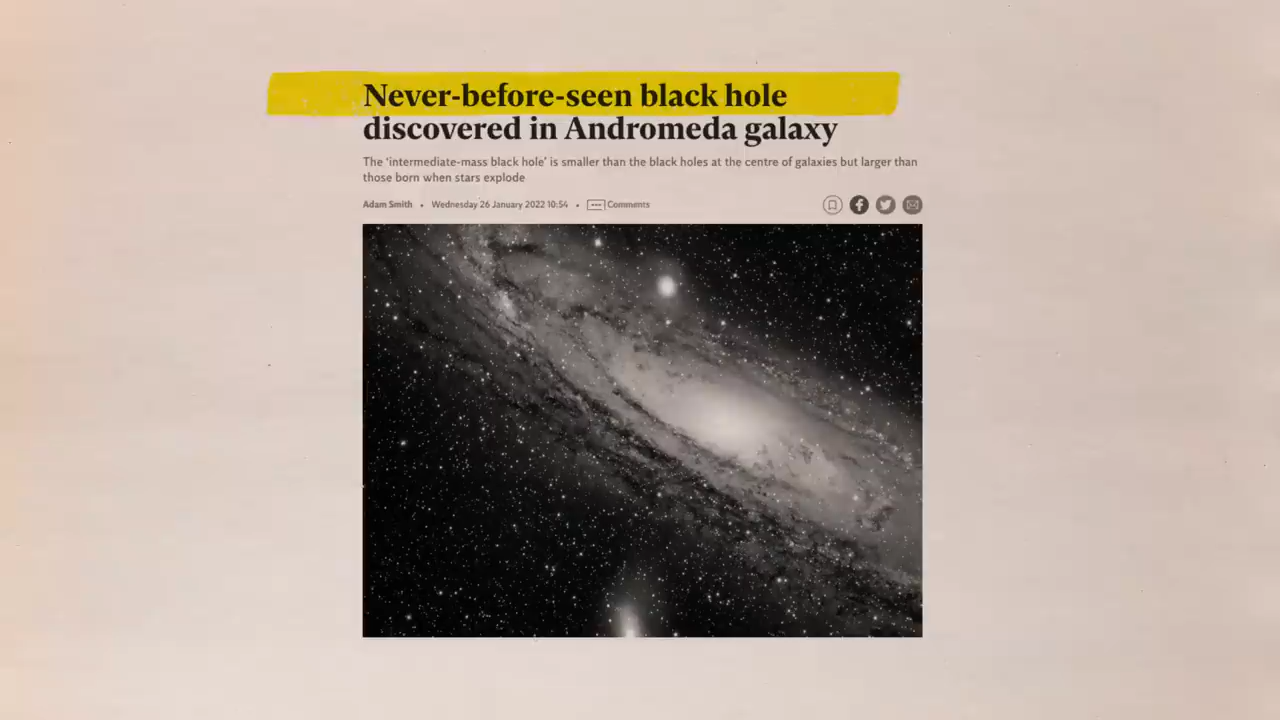 Never-before-seen black hole
discovered in Andromeda galaxy
The ‘intermediate-mass black hole’ is smaller than the black holes at the centre of galaxies but larger than
those born when stars explode
Adam Smith • Wednesday 26 January 2022 10:54 • Comments